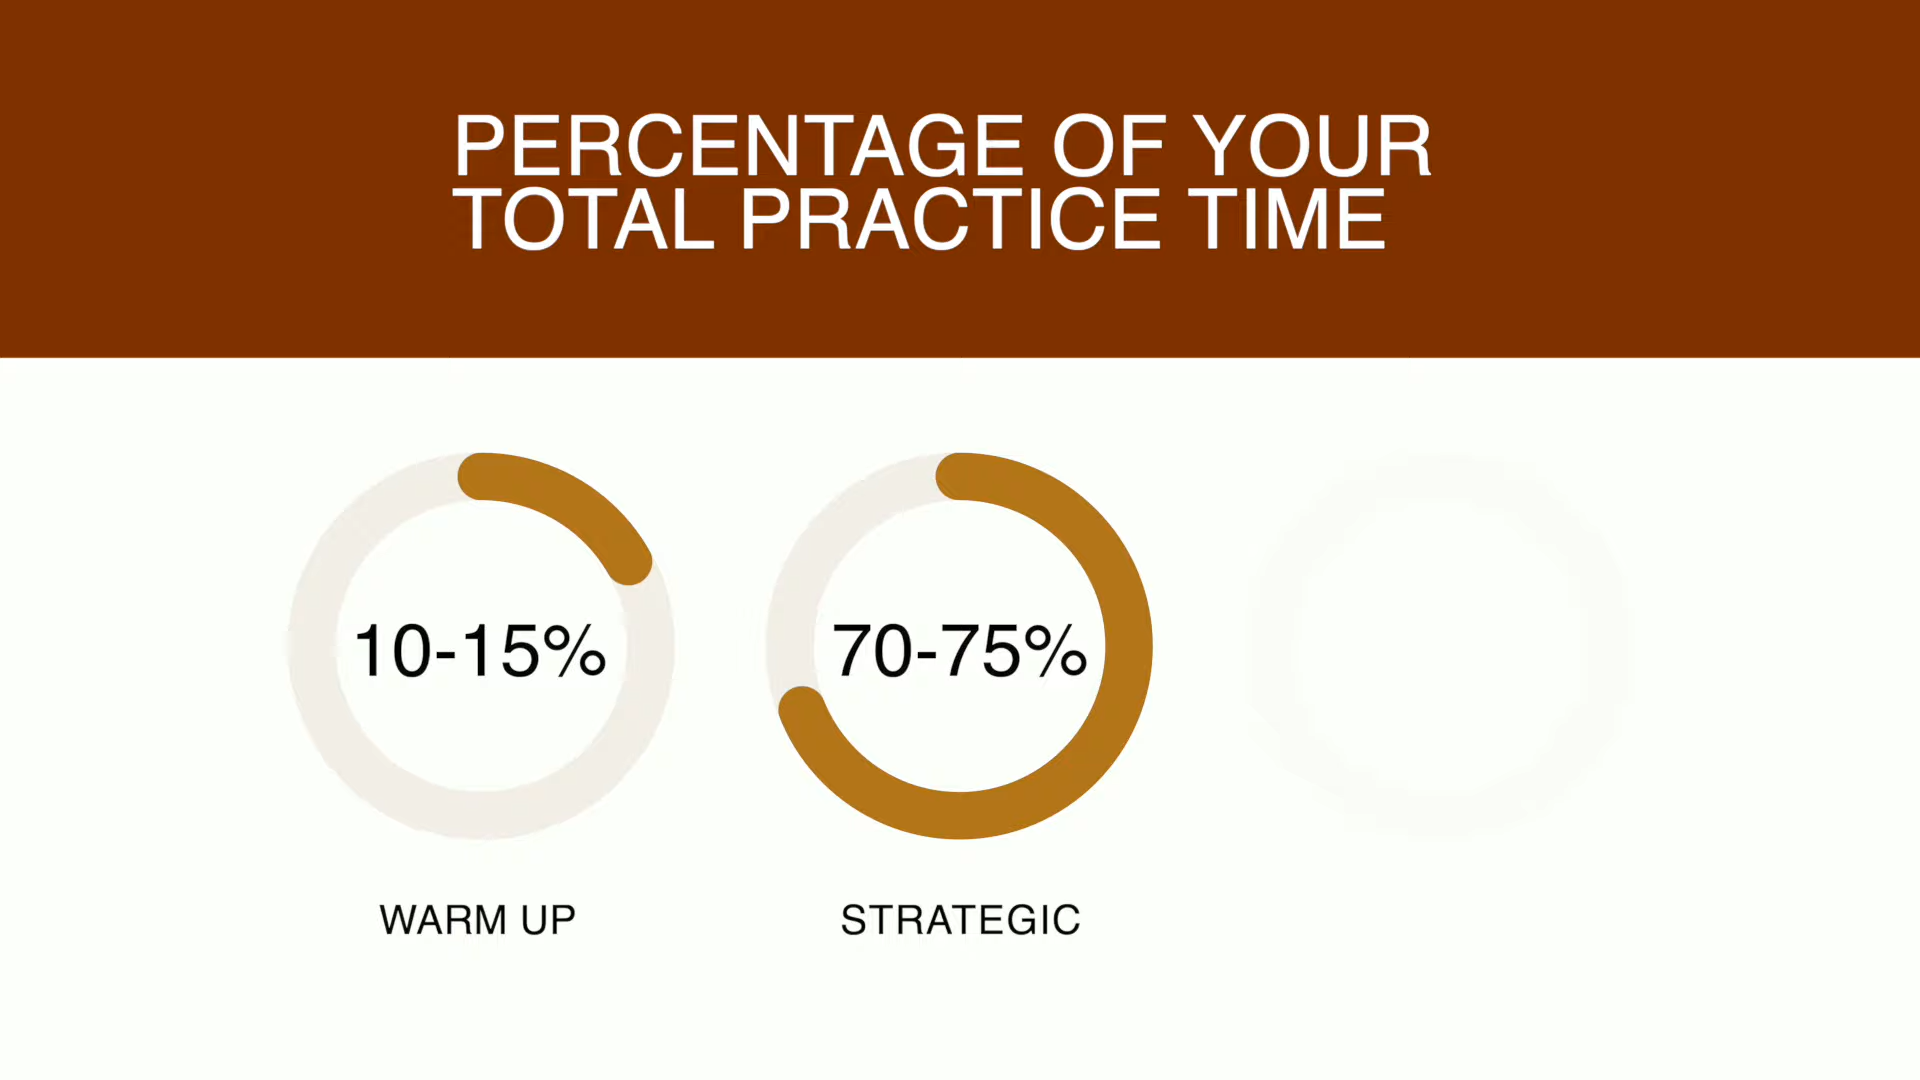 PERCENTAGE OF YOUR
TOTAL PRACTICE TIME
10-15%
70-75%
WARM UP
STRATEGIC